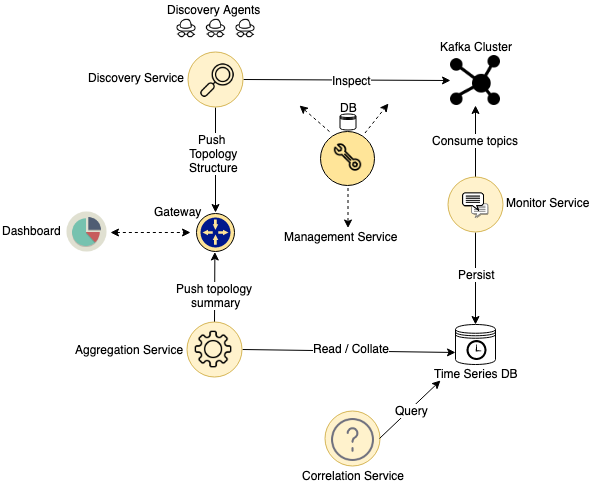 Discovery Agents
Kafka Cluster
Discovery Service
Inspect
DB
Push
Topology
Structure
Consume topics
Monitor Service
Gateway
Dashboard
Management Service
Persist
Push topology
summary
Aggregation Service
Read / Collate
Time Series DB
Query
?
Correlation Service